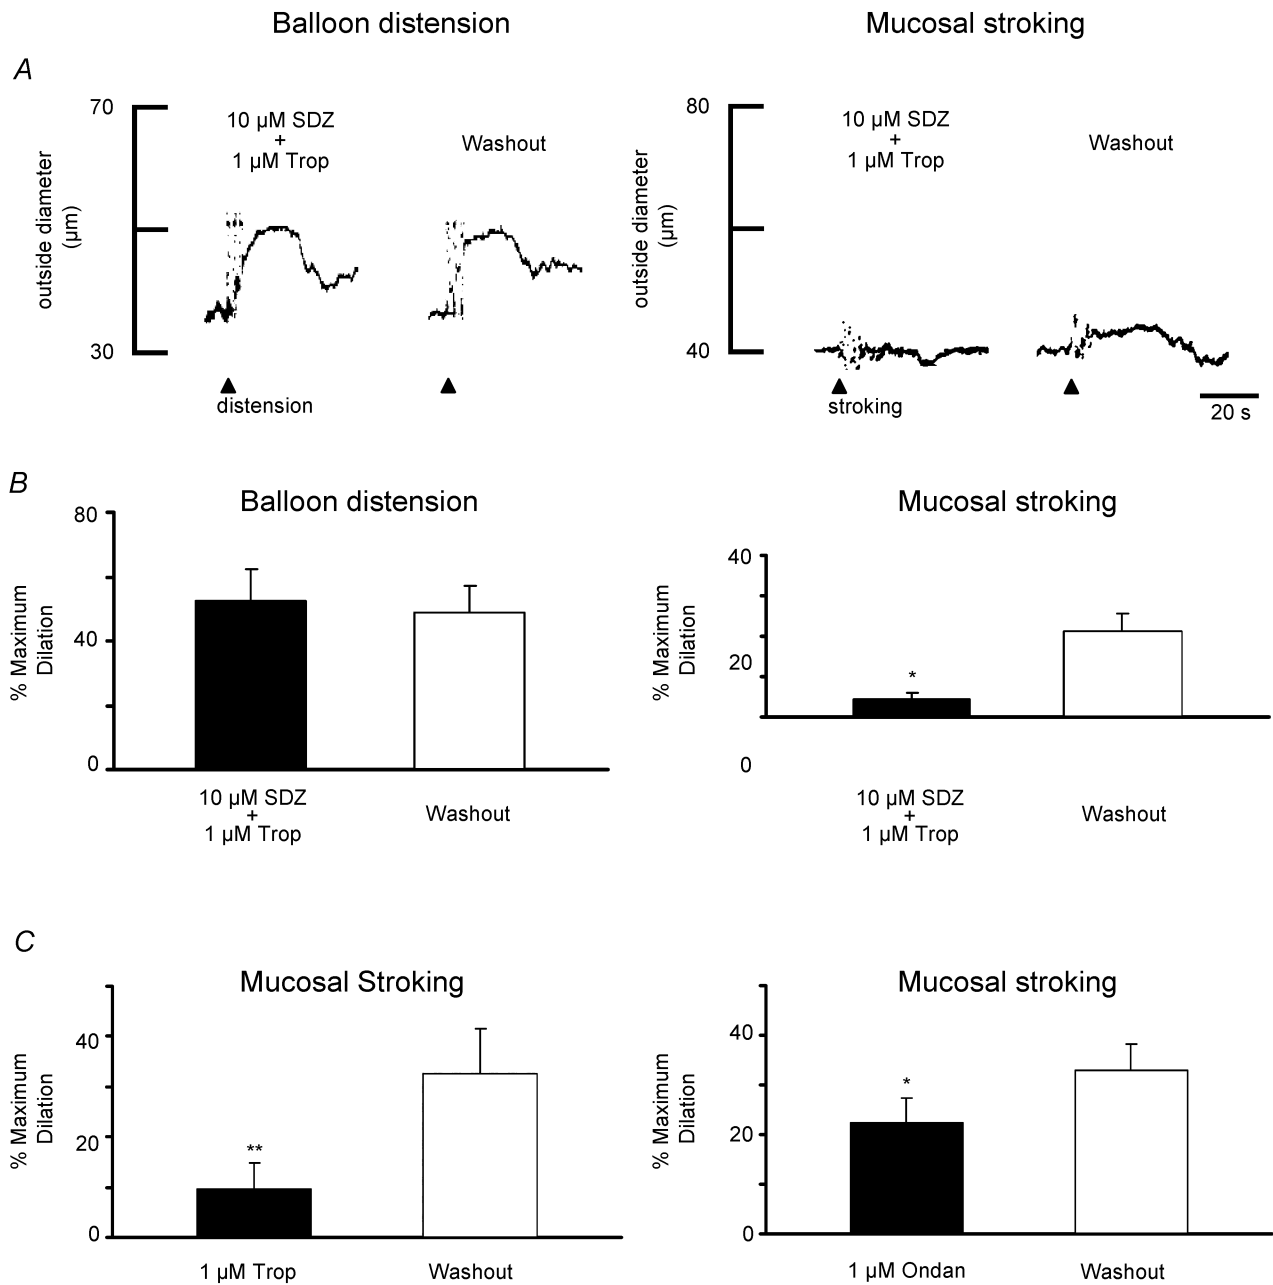 Balloon distension
Mucosal stroking
A
70
10 µM SDZ
+
1 µM Trop
Washout
outside diameter
(µm)
30
distension
80
10 µM SDZ
+
1 µM Trop
Washout
outside diameter
(µm)
40
stroking
20 s
B
Balloon distension
80
% Maximum
Dilation
40
0
10 µM SDZ
+
1 µM Trop
Washout
Mucosal stroking
40
% Maximum
Dilation
20
*
0
10 µM SDZ
+
1 µM Trop
Washout
C
Mucosal Stroking
40
% Maximum
Dilation
20
**
0
1 µM Trop
Washout
Mucosal stroking
40
% Maximum
Dilation
*
20
0
1 µM Ondan
Washout